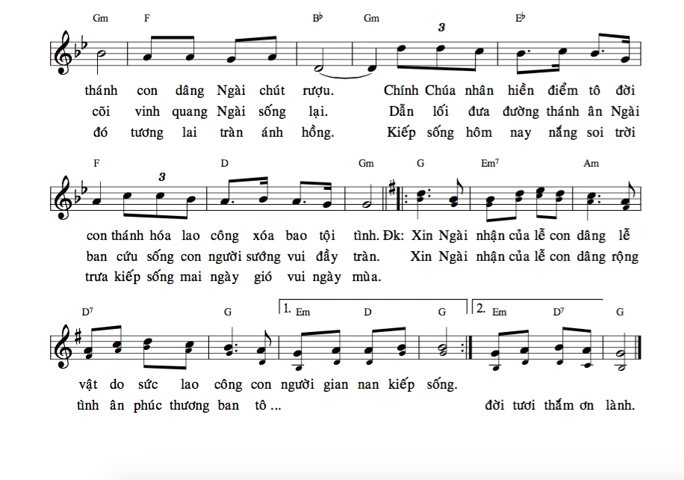 Gm F B♭ Gm 3 E♭
thánh con dâng Ngài chút rượu. Chính Chúa nhân hiền điểm tô đời
cõi vinh quang Ngài sống lại. Dẫn lối đưa đường thánh ân Ngài
đó tương lai tràn ánh hồng. Kiếp sống hôm nay nắng soi trời
F 3 D Gm G Em7 Am
con thánh hóa lao công xóa bao tội tình. Đk: Xin Ngài nhận của lễ con dâng lễ
ban cứu sống con người sướng vui đầy tràn. Xin Ngài nhận của lễ con dâng rộng
trưa kiếp sống mai ngày gió vui ngày mùa.
D7 G 1. Em D G 2. Em D7 G
vật do sức lao công con người gian nan kiếp sống.
tình ân phúc thương ban tô ... đời tươi thắm ơn lành.